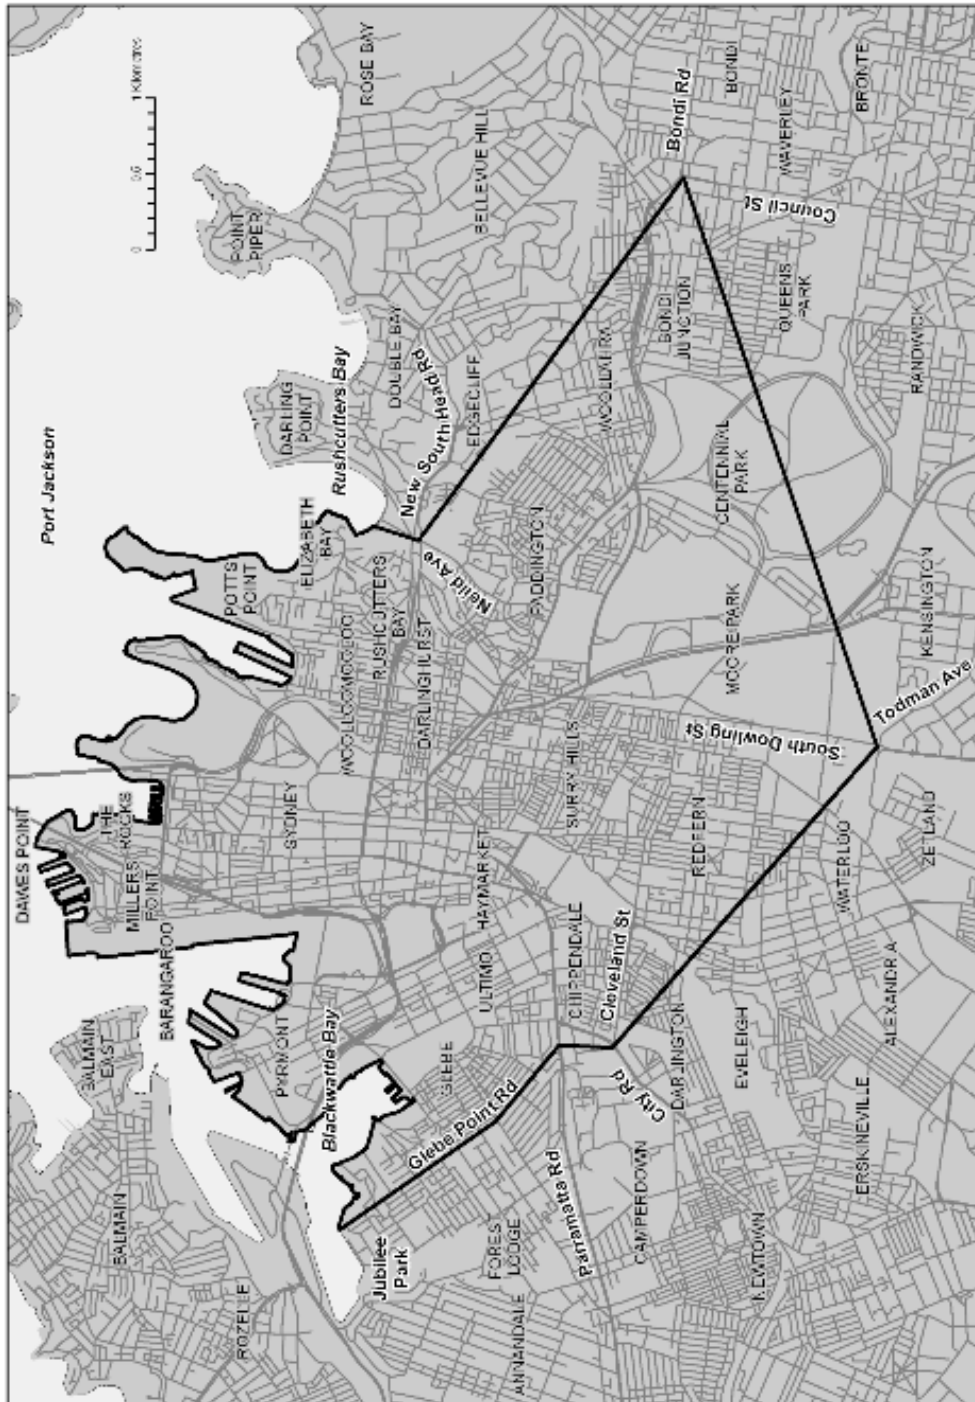 Port Jackson
DAWES POINT
THE
ROCKS
MILLERS
POINT
BARANGAROO
BALMAIN
EAST
BALMAIN
ROZELLE
PYRMONT
Blackwattle Bay
SYDNEY
WOOLLOOMOOLOO
POTTS
POINT
ELIZABETH
BAY
RUSHCUTTERS
BAY
Rushcutters Bay
DARLING
POINT
DOUBLE BAY
POINT
PIPER
0
0.5
1 Kilometres
ROSE BAY
BELLEVUE HILL
New South Head Rd
EDGECLIFF
DARLINGHURST
Neild Ave
PADDINGTON
WOOLLAHRA
Bondi Rd
BONDI
BONDI
JUNCTION
WAVERLEY
BRONTE
Council St
QUEENS
PARK
CENTENNIAL
PARK
RANDWICK
MOORE PARK
KENSINGTON
Todman Ave
South Dowling St
SURRY HILLS
HAYMARKET
ULTIMO
GLEBE
Glebe Point Rd
Jubilee
Park
FOREST
LODGE
ANNANDALE
Parramatta Rd
CHIPPENDALE
Cleveland St
City Rd
DARLINGTON
CAMPERDOWN
REDFERN
EVELEIGH
NEWTOWN
WATERLOO
ZETLAND
ALEXANDRIA
ERSKINEVILLE